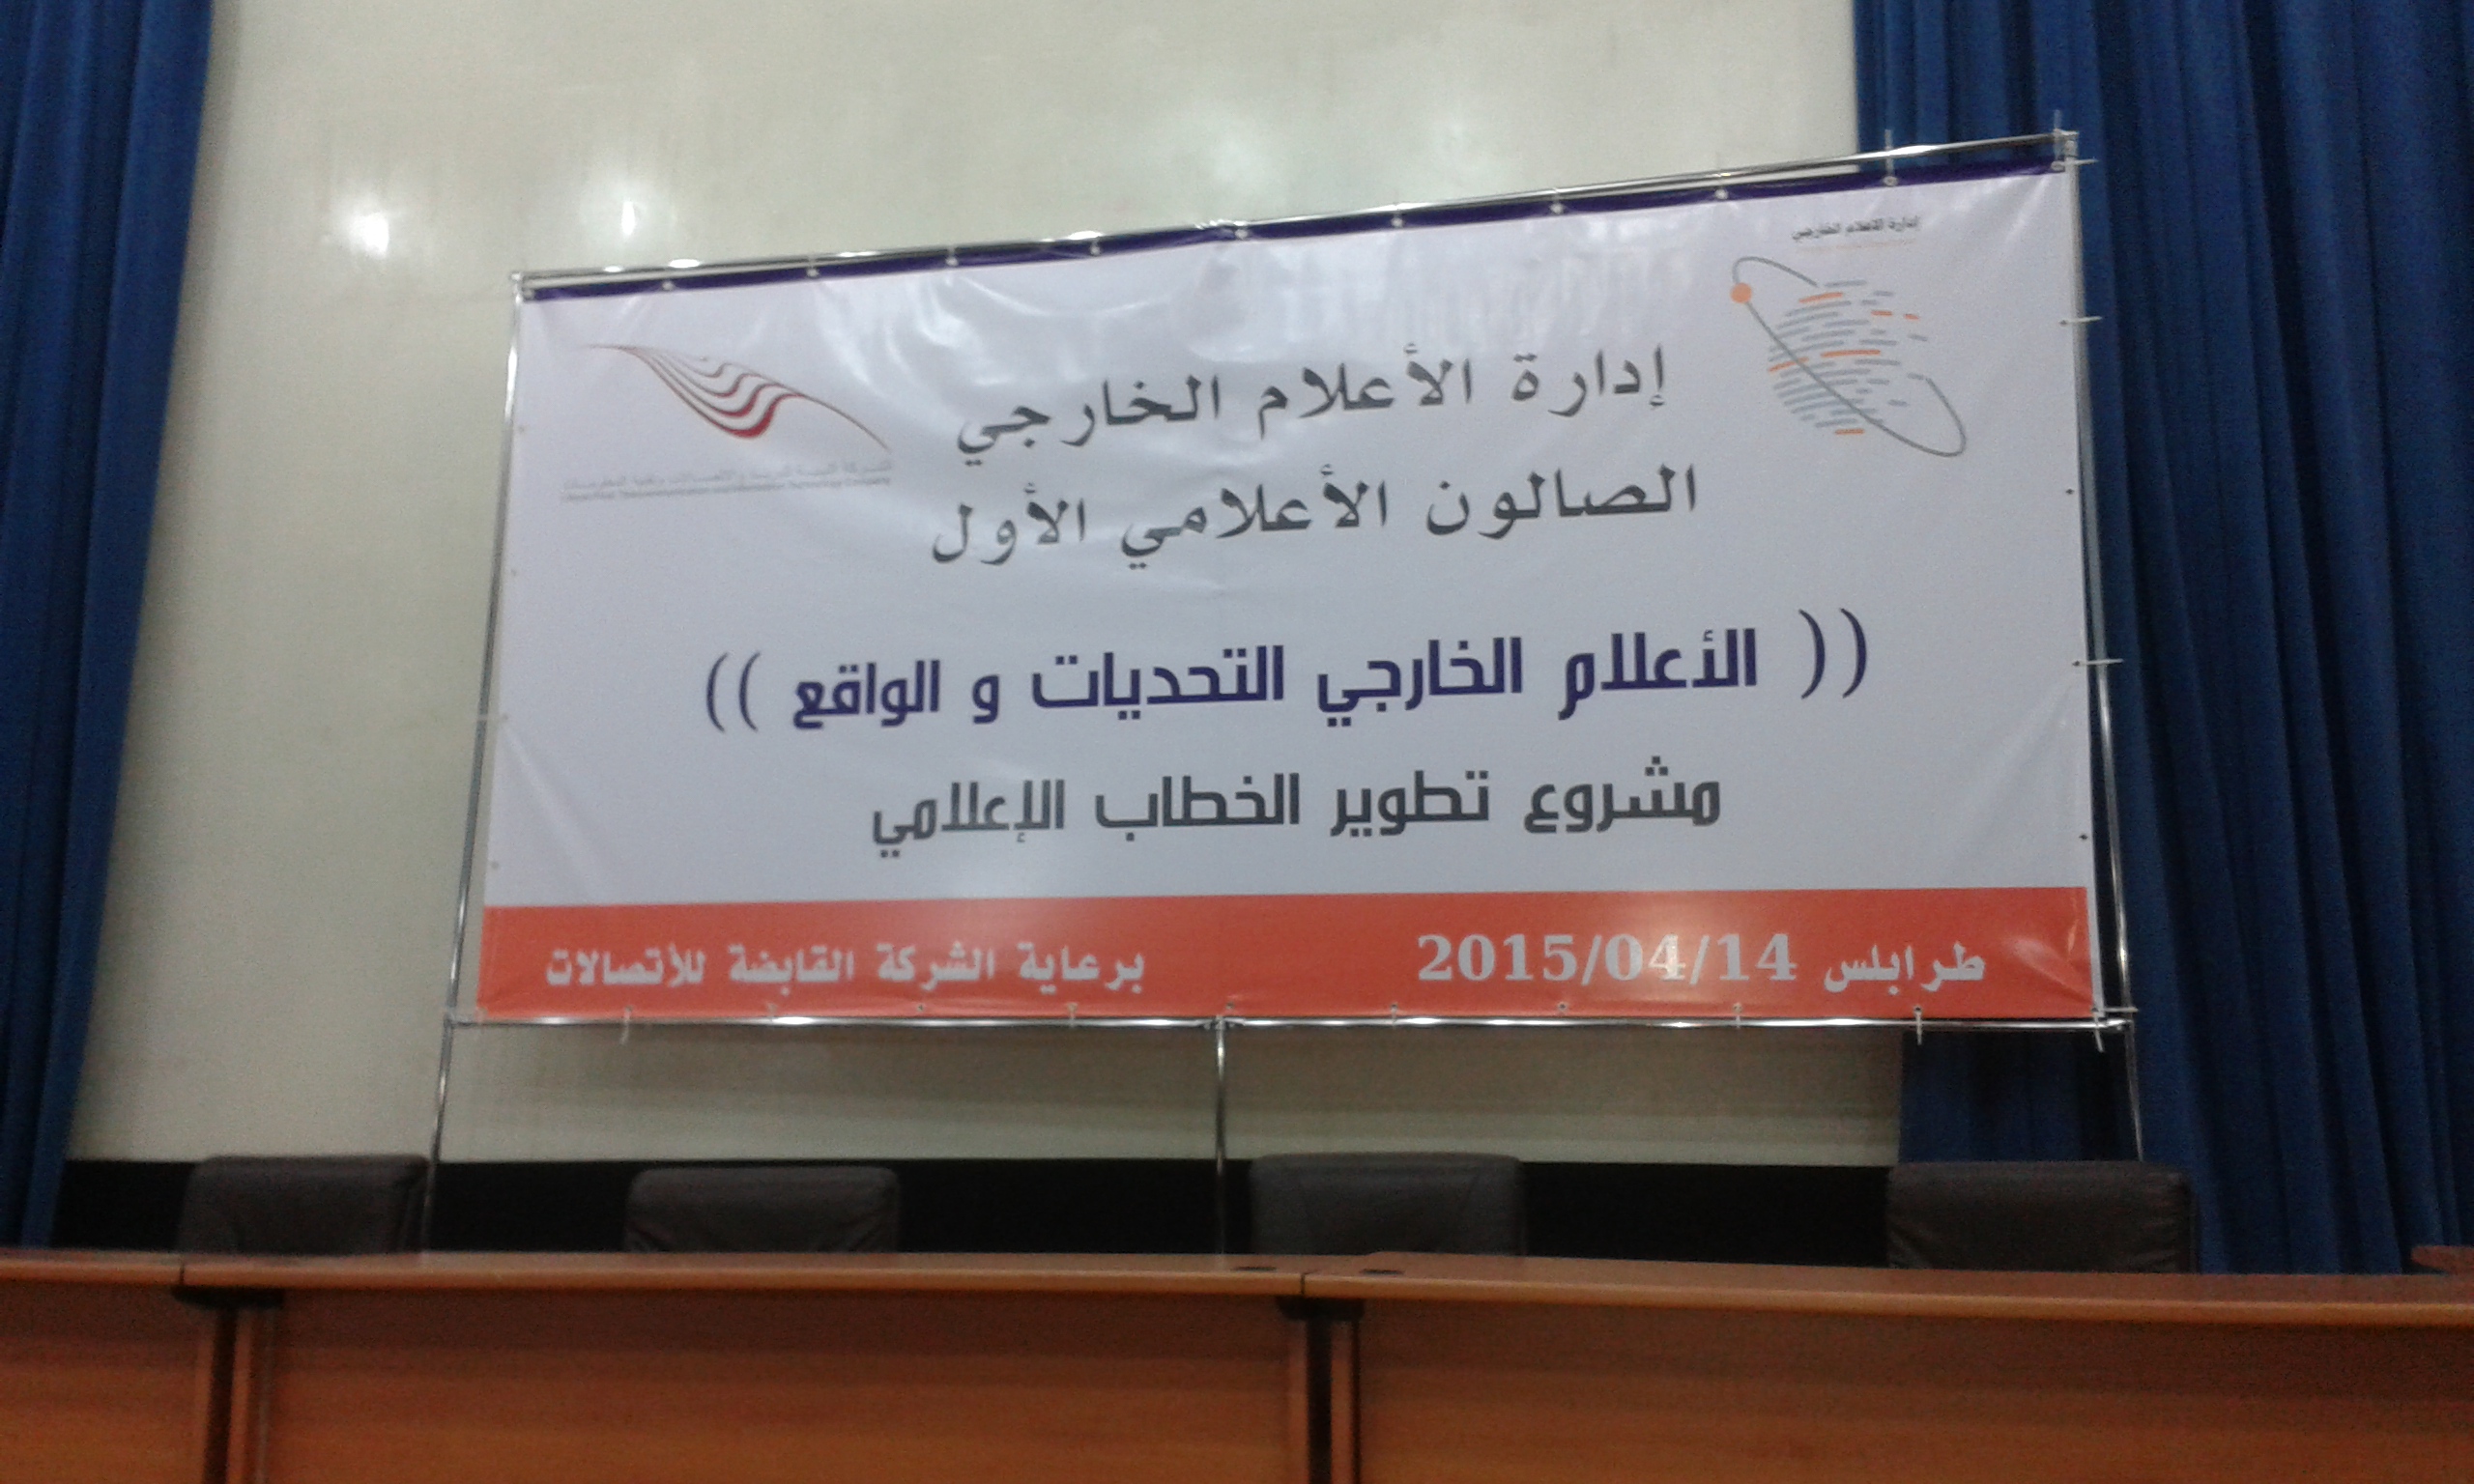 إدارة الاعلام الخارجي
إدارة الأعلام الخارجي
الصالون الأعلامي الأول
(( الأعلام الخارجي التحديات و الواقع ))
مشروع تطوير الخطاب الإعلامي
طرابلس 2015/04/14
برعاية الشركة القابضة للأتصالات